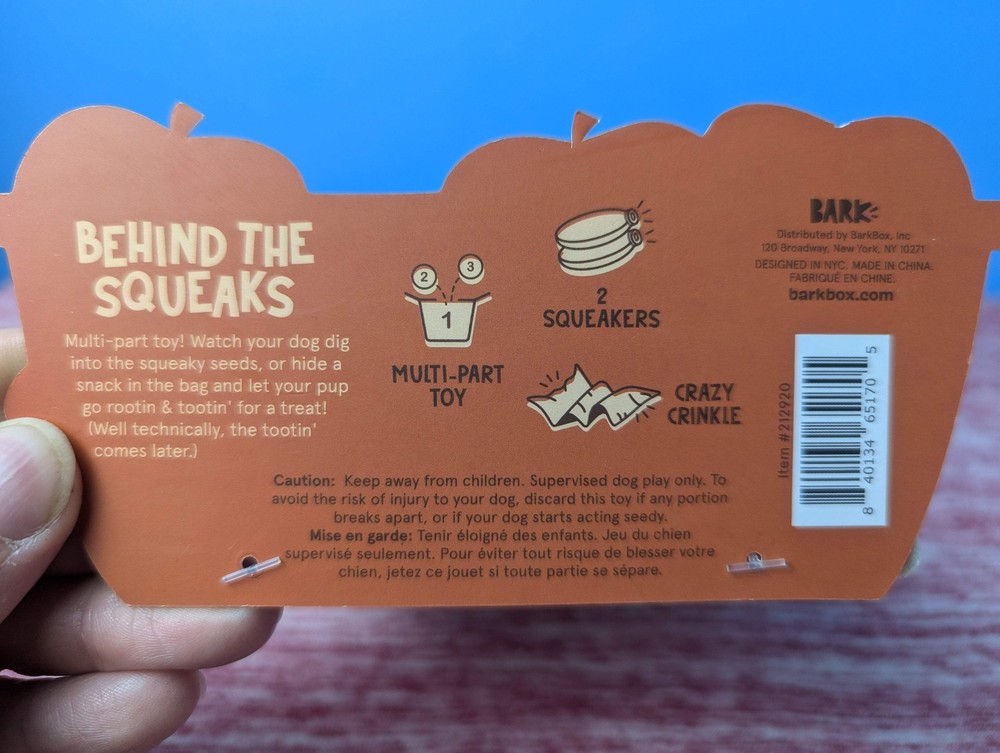 BEHIND THE
SQUEAKS
Multi-part toy! Watch your dog dig
into the squeaky seeds, or hide a
snack in the bag and let your pup
go rootin & tootin' for a treat!
(Well technically, the tootin'
comes later.)
2
3
1
MULTI-PART
TOY
2
SQUEAKERS
CRAZY
CRINKLE
BARK
Distributed by BarkBox, Inc
120 Broadway, New York, NY 10271
DESIGNED IN NYC. MADE IN CHINA.
FABRIQUÉ EN CHINE.
barkbox.com
Item #212920
8 40134 65170 5
Caution: Keep away from children. Supervised dog play only. To
avoid the risk of injury to your dog, discard this toy if any portion
breaks apart, or if your dog starts acting seedy.
Mise en garde: Tenir éloigné des enfants. Jeu du chien
supervisé seulement. Pour éviter tout risque de blesser votre
chien, jetez ce jouet si toute partie se sépare.